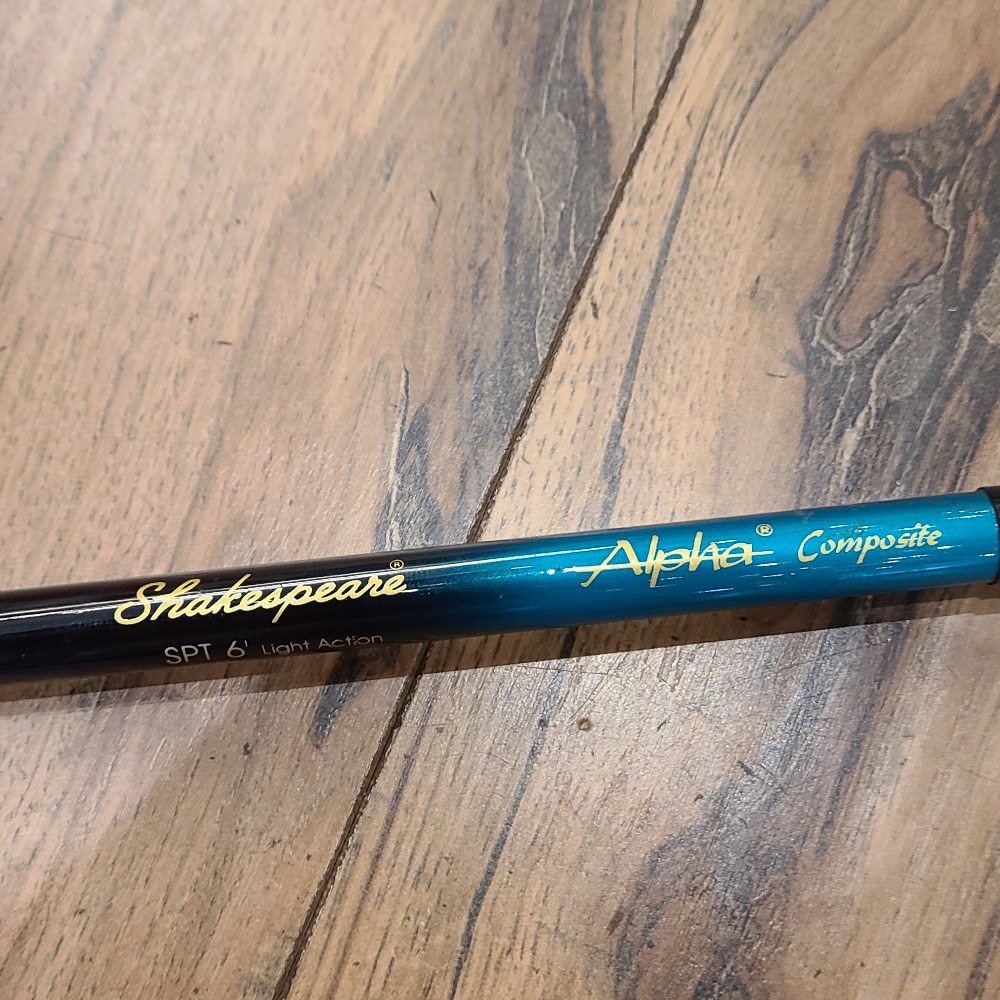 Shakespeare®
SPT 6' Light Action
Alpha® Composite